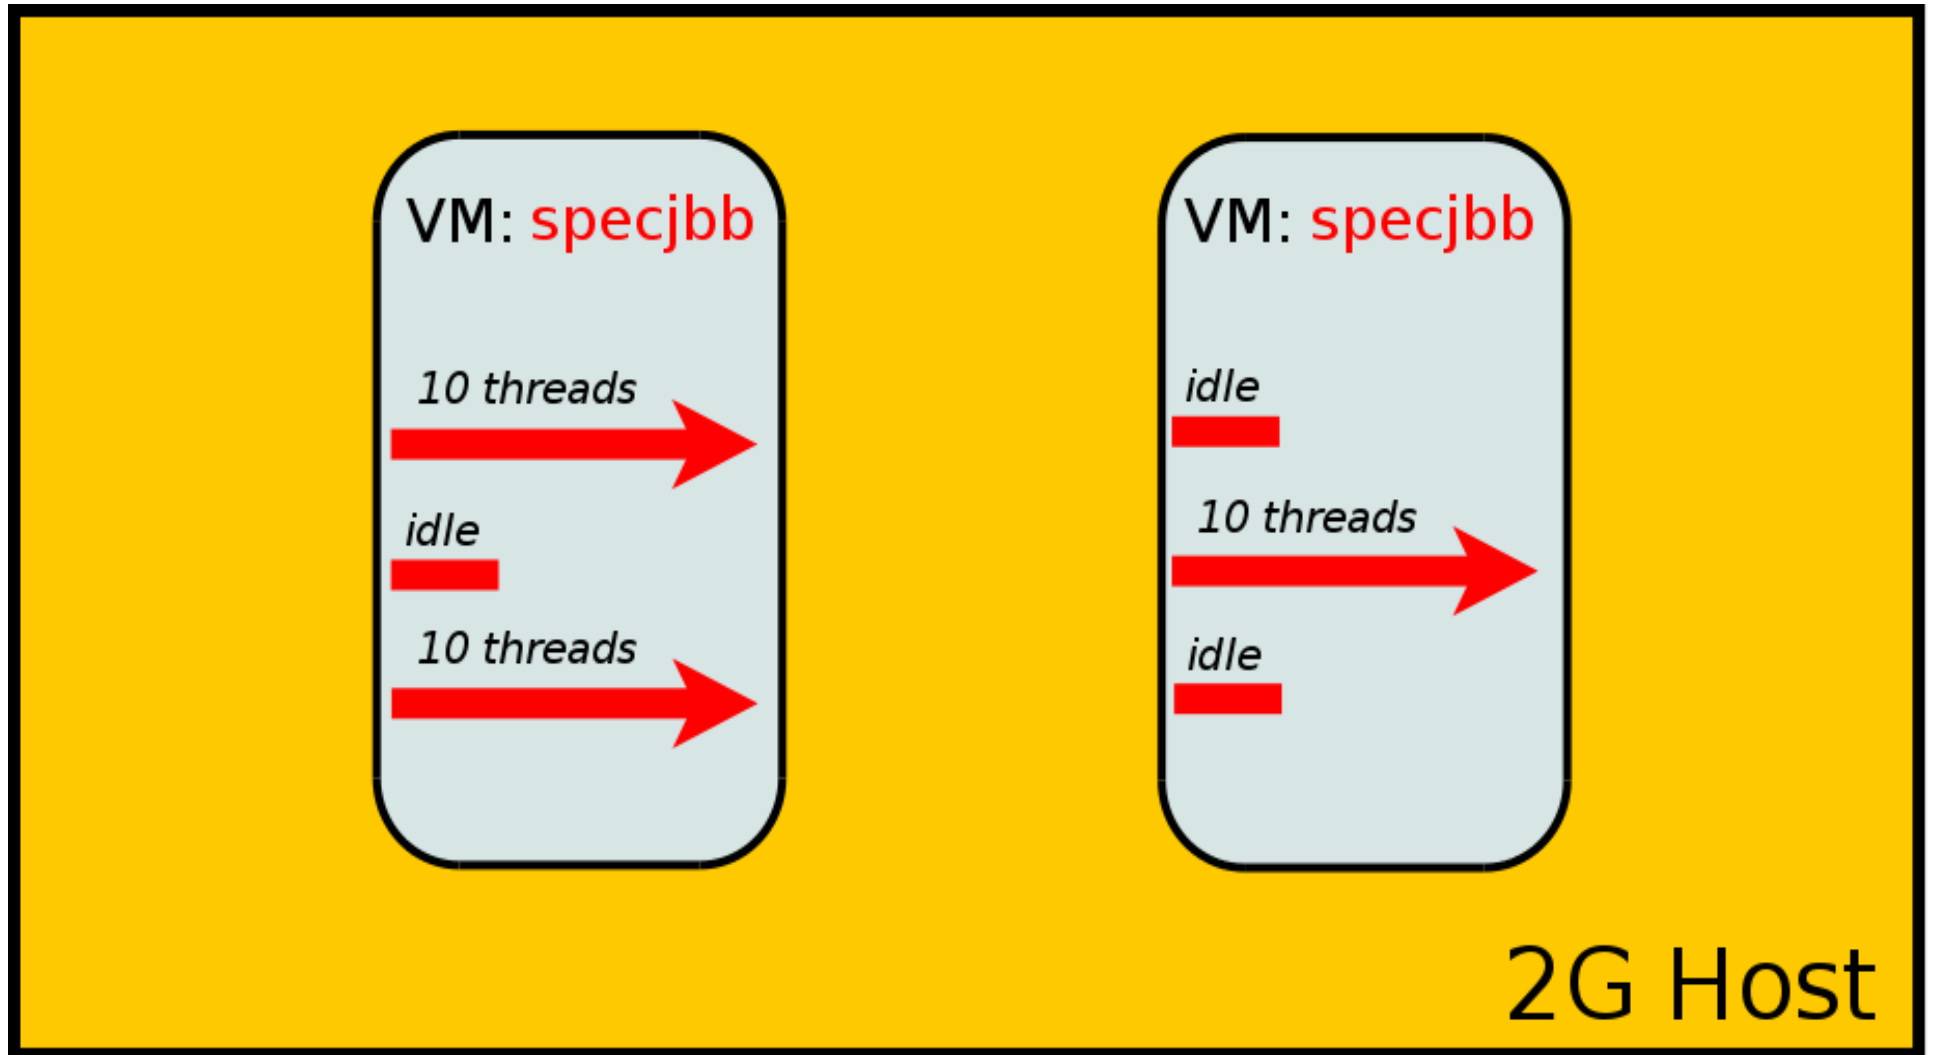 VM: specjbb
10 threads
idle
10 threads
VM: specjbb
idle
10 threads
idle
2G Host